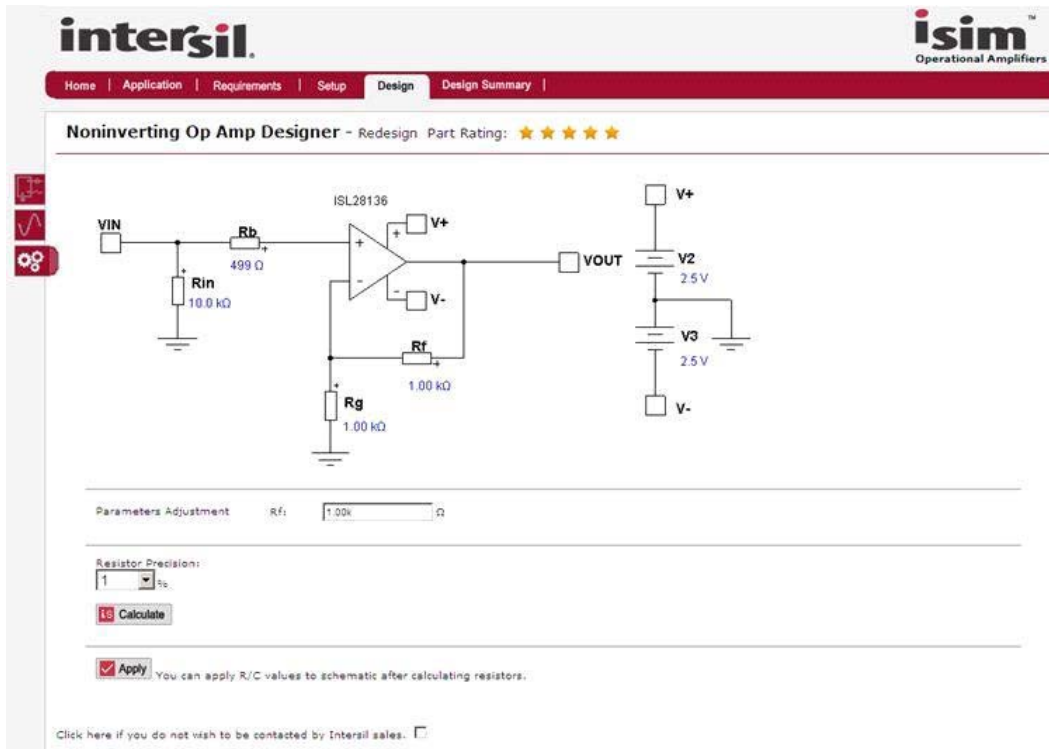 intersil.
isim™
Operational Amplifiers
Home | Application | Requirements | Setup Design Design Summary |
Noninverting Op Amp Designer - Redesign Part Rating:
ISL28136
VIN
Rb
499 Ω
Rin
10.0 kΩ
+
-
+
V+
-
V-
VOUT
Rf
1.00 kΩ
Rg
1.00 kΩ
V+
V2
2.5 V
V3
2.5 V
V-
Parameters Adjustment Rf: 1.00k Ω
Resistor Precision:
1 %
is Calculate
Apply You can apply R/C values to schematic after calculating resistors.
Click here if you do not wish to be contacted by Intersil sales.